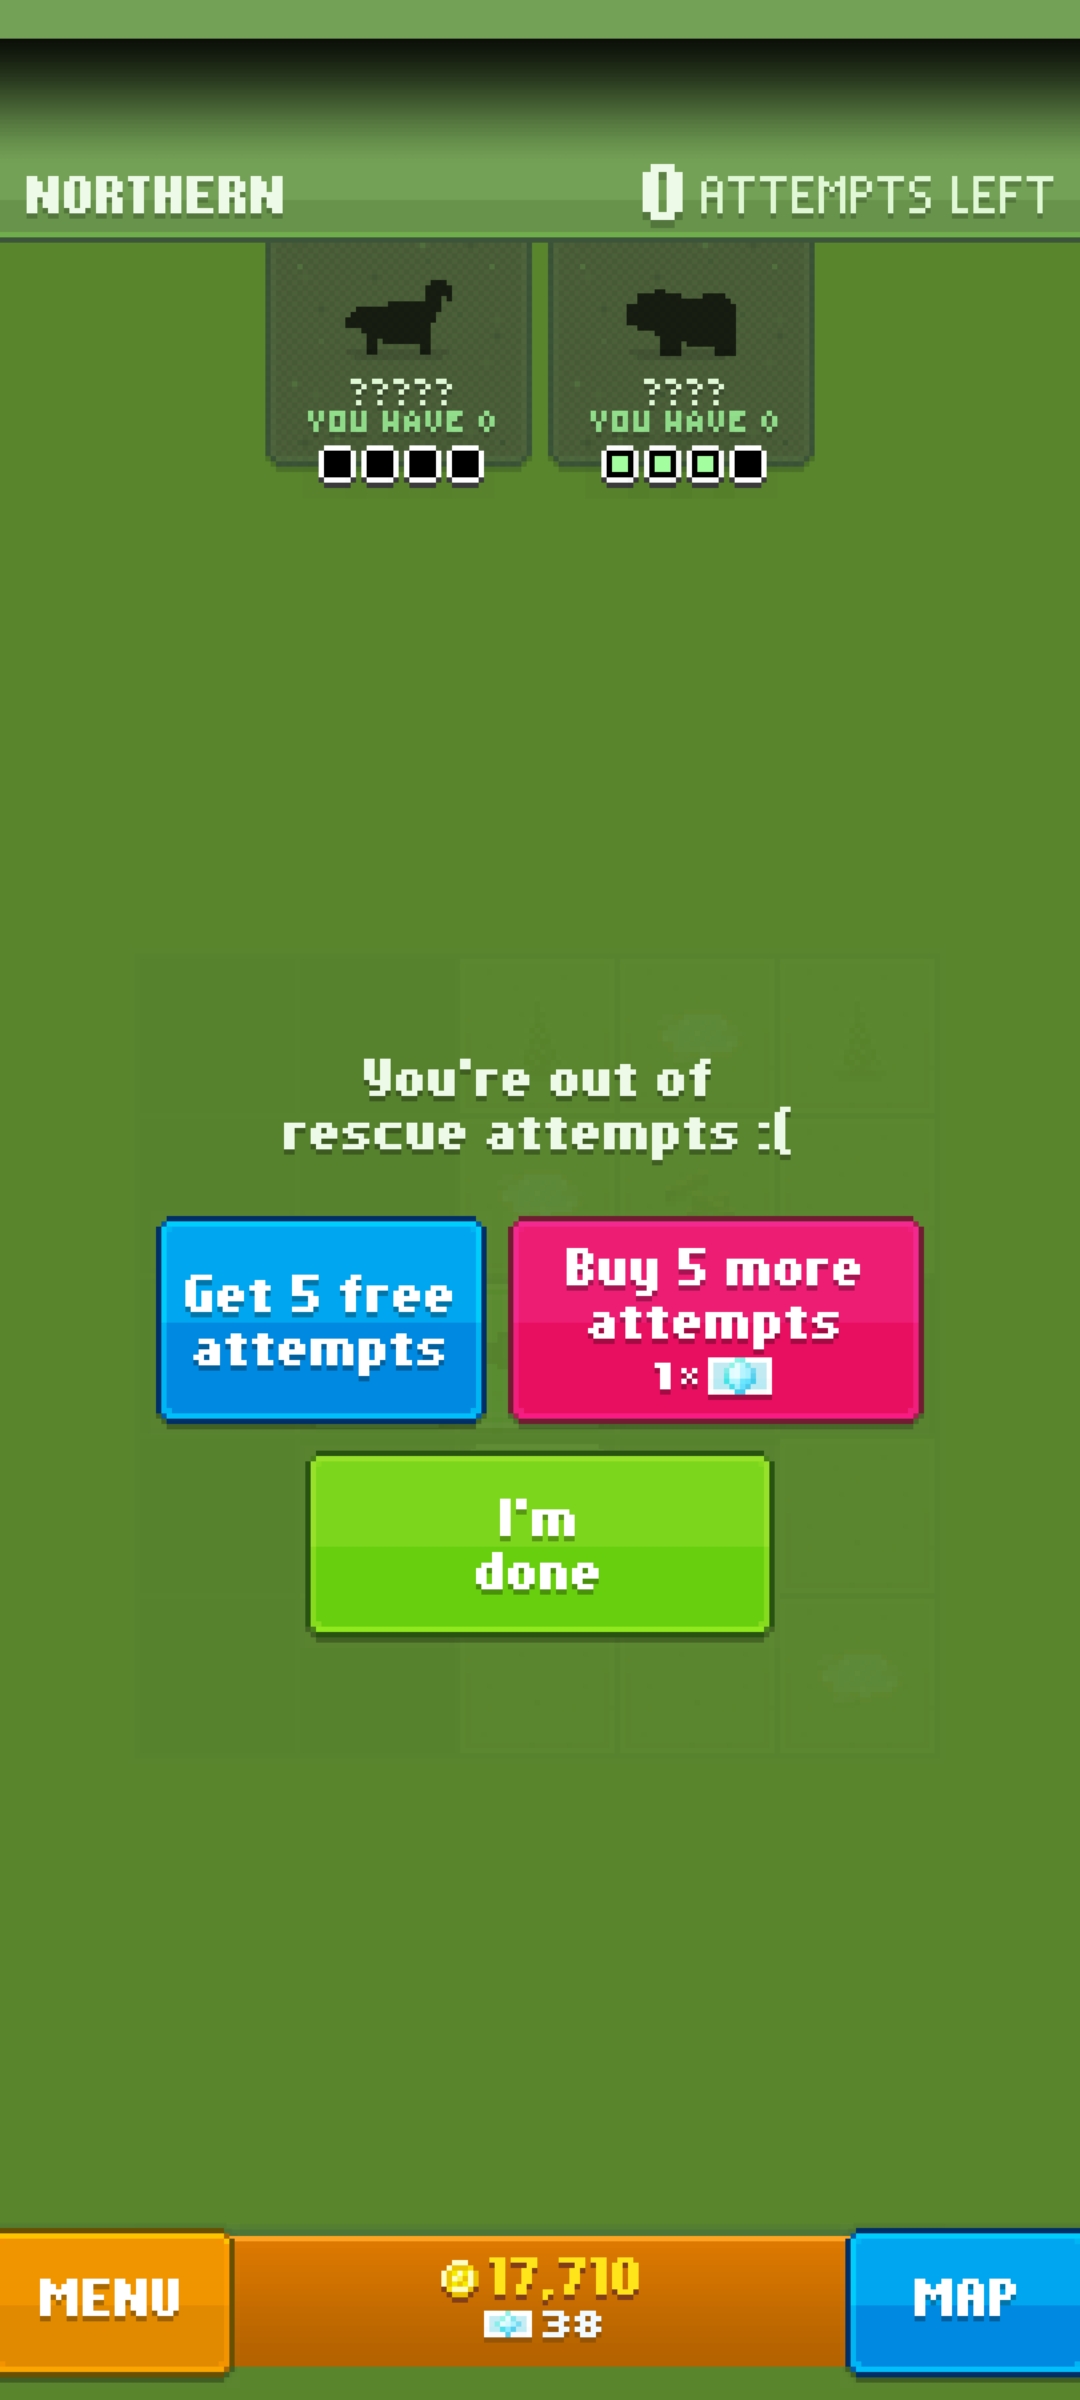 NORTHERN
0 ATTEMPTS LEFT
?????
YOU HAVE 0
????
YOU HAVE 0
You're out of
rescue attempts :(
Get 5 free
attempts
Buy 5 more
attempts
1×
I'm
done
MENU
17,710
38
MAP